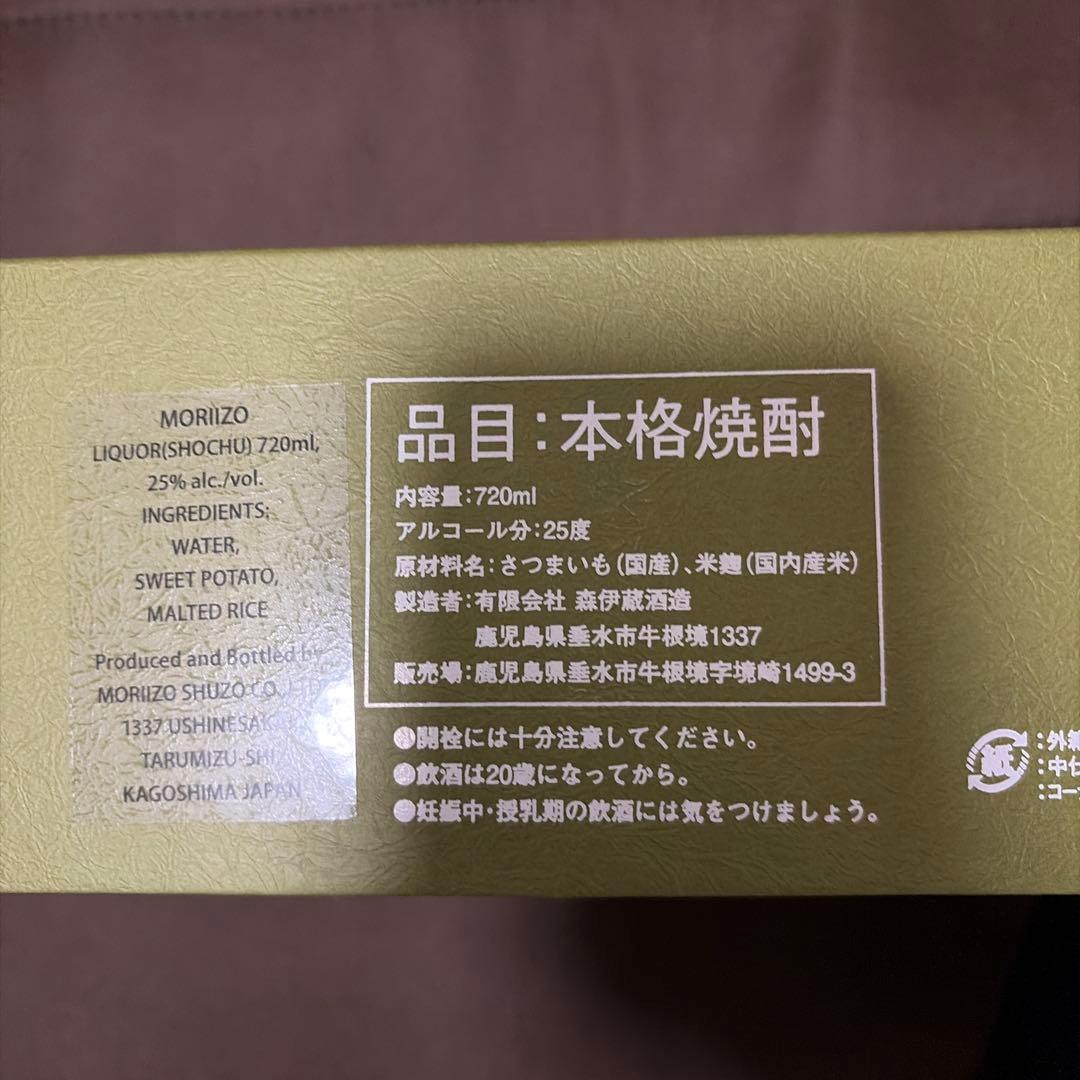 MORIIZO
LIQUOR(SHOCHU) 720ml,
25% alc./vol.
INGREDIENTS:
WATER,
SWEET POTATO,
MALTED RICE
Produced and Bottled by
MORIIZO SHUZO CO.
1337
TARUMIZU-SHI,
KAGOSHIMA JAPAN
品目:本格焼酎
内容量:720ml
アルコール分:25度
原材料名:さつまいも(国産)、米麹(国内産米)
製造者:有限会社 森伊蔵酒造
鹿児島県垂水市牛根境1337
販売場:鹿児島県垂水市牛根境字境崎1499-3
●開栓には十分注意してください。
●飲酒は20歳になってから。
●妊娠中・授乳期の飲酒には気をつけましょう。
紙
:外
:中仕
:コー